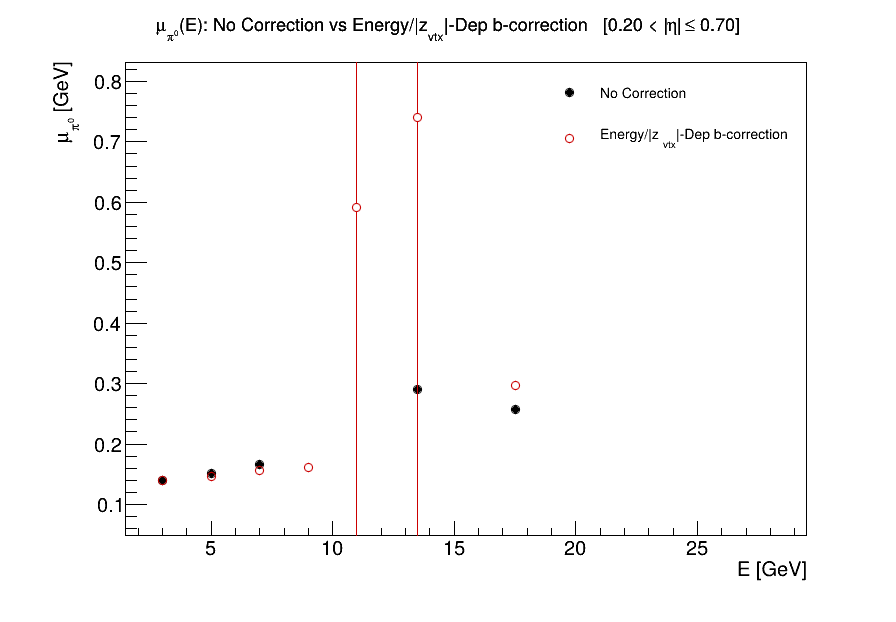 μπ⁰(E): No Correction vs Energy/|zvtx|-Dep b-correction [0.20 < |η| ≤ 0.70]
μπ⁰ [GeV]
No Correction
Energy/|z vtx|-Dep b-correction
0.8
0.7
0.6
0.5
0.4
0.3
0.2
0.1
5 10 15 20 25
E [GeV]